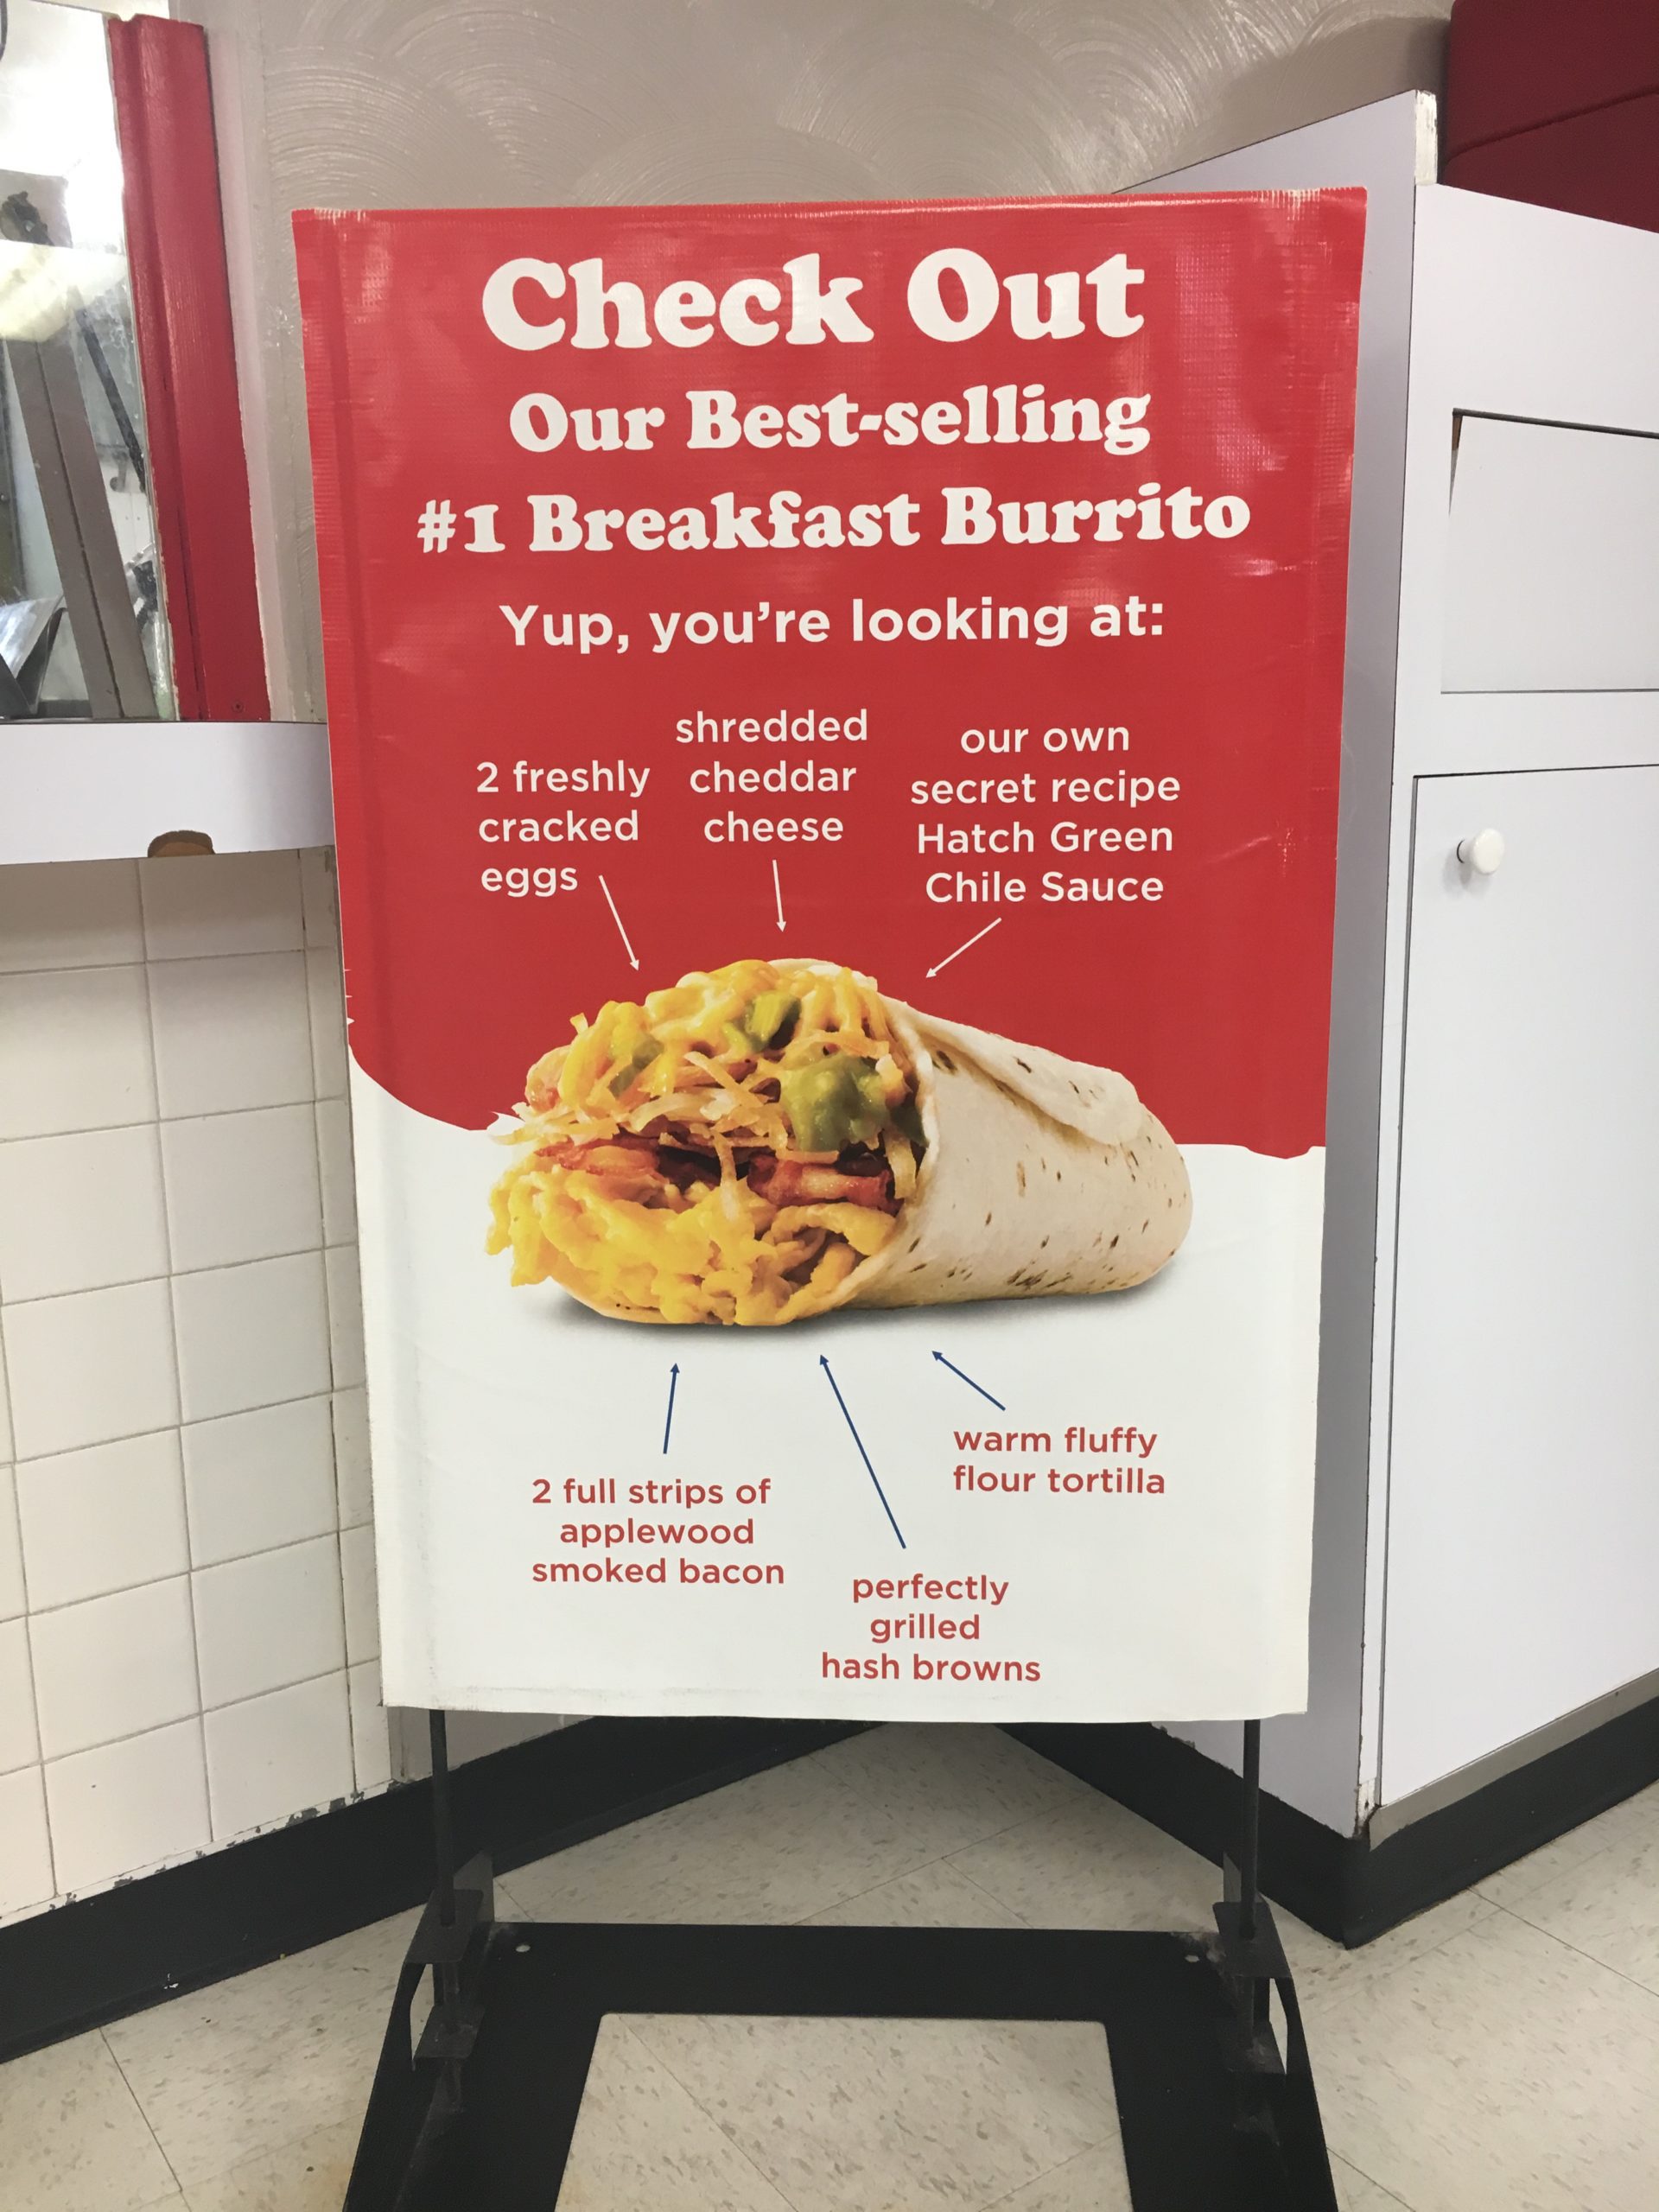 Check Out
Our Best-selling
#1 Breakfast Burrito
Yup, you're looking at:
2 freshly
cracked
eggs
shredded
cheddar
cheese
our own
secret recipe
Hatch Green
Chile Sauce
2 full strips of
applewood
smoked bacon
perfectly
grilled
hash browns
warm fluffy
flour tortilla